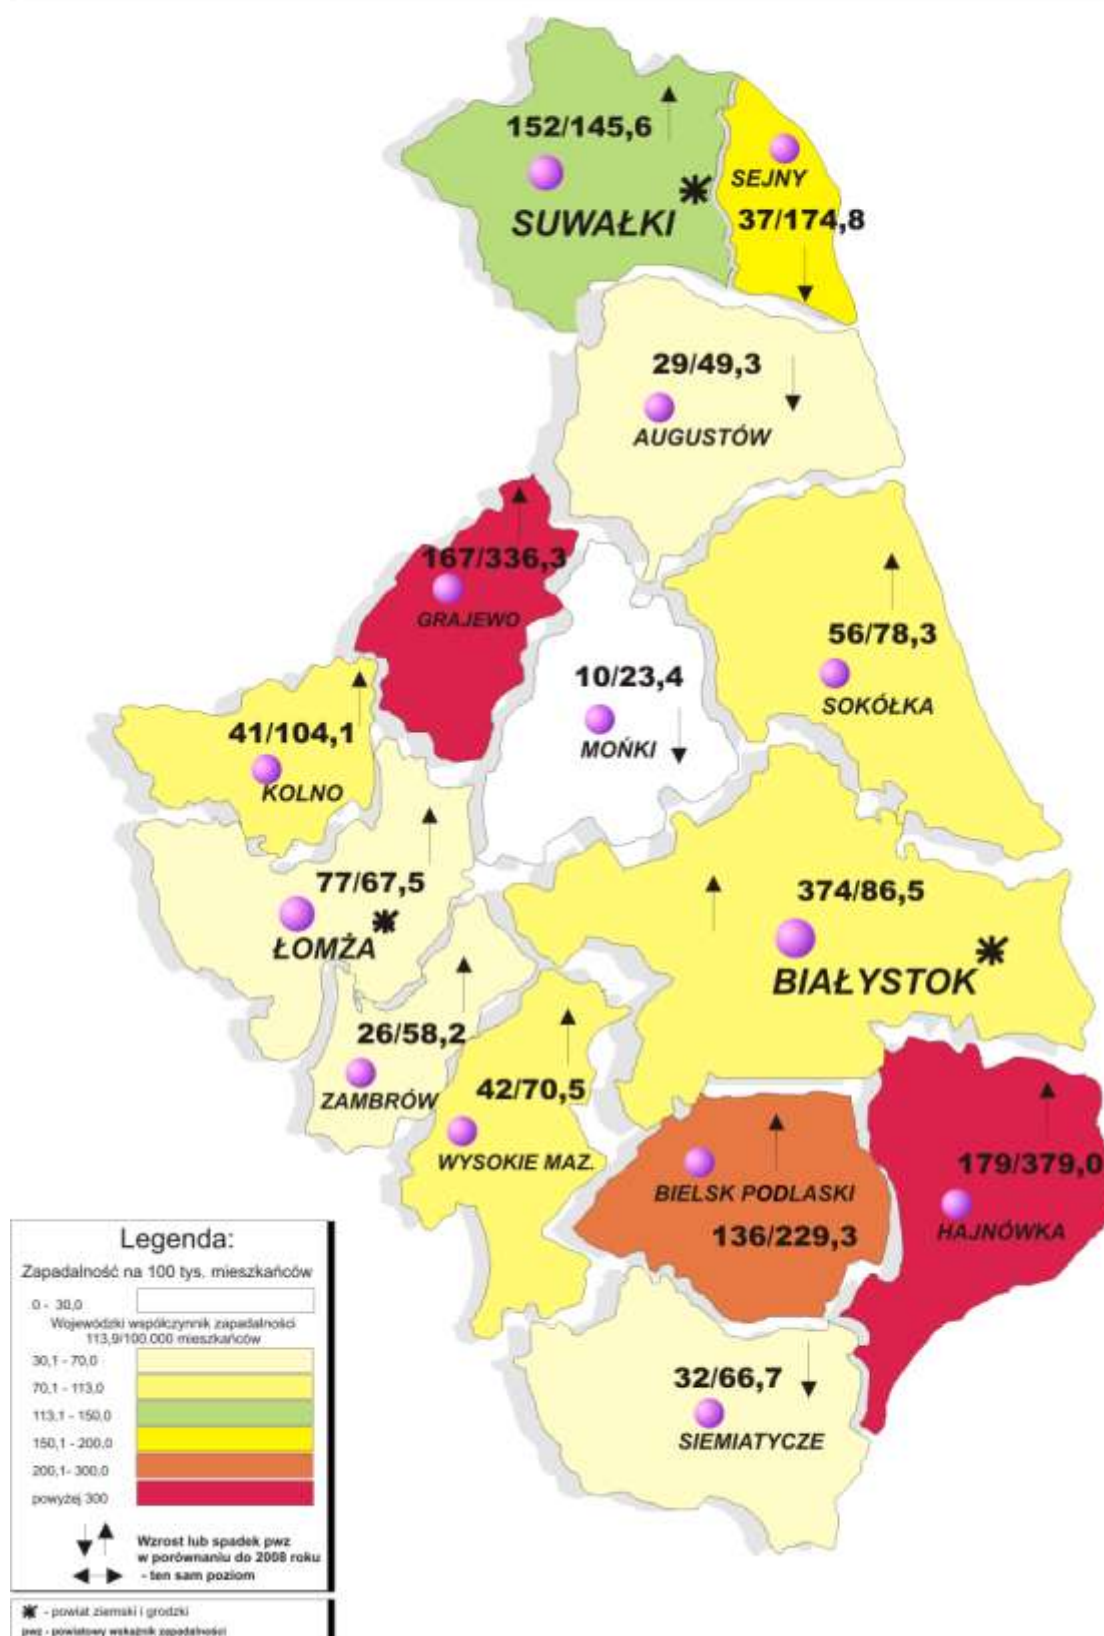 152/145,6
SUWAŁKI
SEJNY
37/174,8
29/49,3
AUGUSTÓW
167/336,3
GRAJEWO
56/78,3
SOKÓŁKA
10/23,4
MOŃKI
41/104,1
KOLNO
77/67,5
ŁOMŻA
374/86,5
BIAŁYSTOK
26/58,2
ZAMBRÓW
42/70,5
WYSOKIE MAZ.
BIELSK PODLASKI
136/229,3
179/379,0
HAJNÓWKA
32/66,7
SIEMIATYCZE
Legenda:
Zapadalność na 100 tys. mieszkańców
0 - 30,0
Wojewódzki współczynnik zapadalności
113,9/100.000 mieszkańców
30,1 - 70,0
70,1 - 113,0
113,1 - 150,0
150,1 - 200,0
200,1- 300,0
powyżej 300
Wzrost lub spadek pwz
w porównaniu do 2008 roku
- ten sam poziom
- powiat ziemski i grodzki
pwz - powiatowy wskaźnik zapadalności